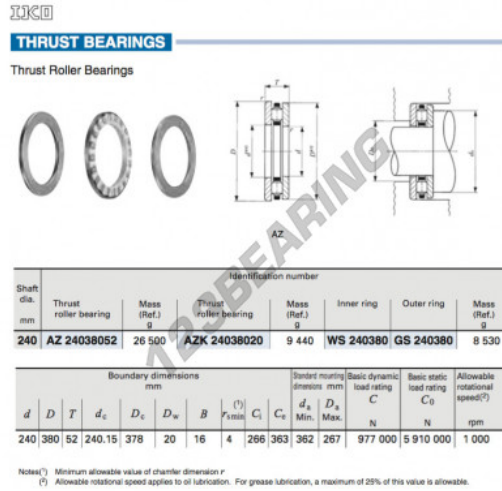 IKO
THRUST BEARINGS
Thrust Roller Bearings
T
r
D
d
AZ
123BEARING
Identification number
Shaft dia. mm
Thrust roller bearing
Mass (Ref.) g
Thrust roller bearing
Mass (Ref.) g
Inner ring
Outer ring
Mass (Ref.) g
240 AZ 24038052 26 500 AZK 24038020 9 440 WS 240380 GS 240380 8 530
Boundary dimensions mm
Standard mounting dimensions mm
Basic dynamic load rating C N
Basic static load rating C0 N
Allowable rotational speed(2) rpm
d D T dc Dc Dw B rs min(1) Ci Ce da Min. Da Max.
240 380 52 240.15 378 20 16 4 266 363 362 267 977 000 5 910 000 1 000
Notes(1) Minimum allowable value of chamfer dimension r
(2) Allowable rotational speed applies to oil lubrication. For grease lubrication, a maximum of 25% of this value is allowable.